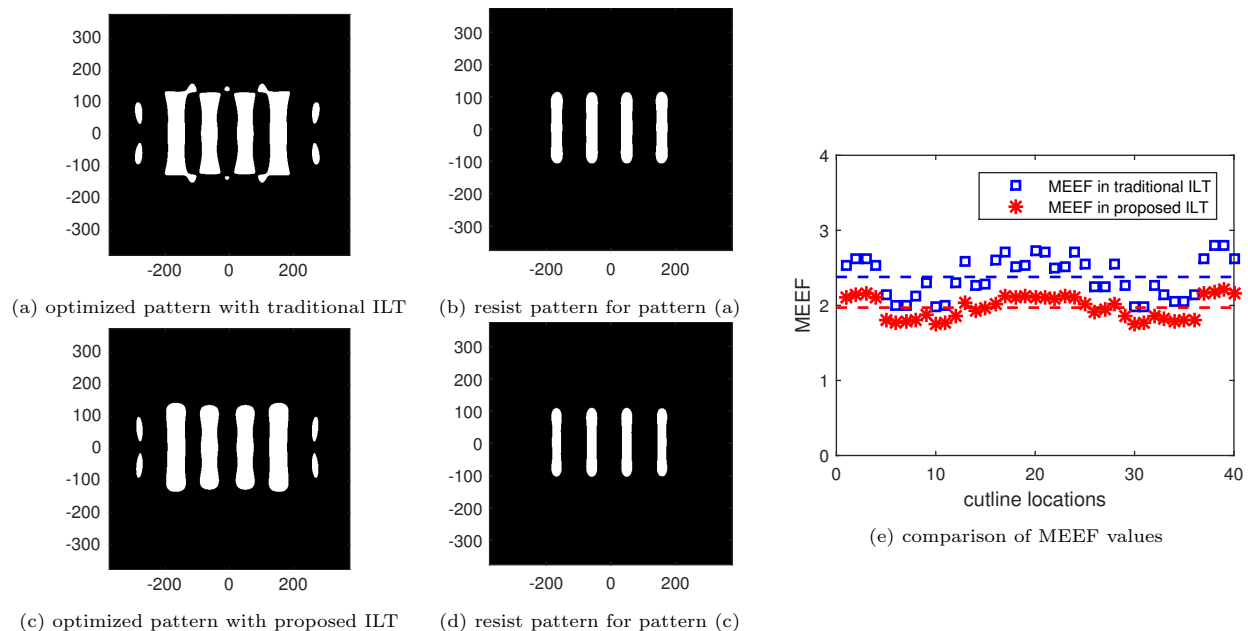 300
200
100
0
-100
-200
-300
-200 0 200
(a) optimized pattern with traditional ILT
300
200
100
0
-100
-200
-300
-200 0 200
(b) resist pattern for pattern (a)
300
200
100
0
-100
-200
-300
-200 0 200
(c) optimized pattern with proposed ILT
300
200
100
0
-100
-200
-300
-200 0 200
(d) resist pattern for pattern (c)
4
3
2
1
0
MEEF
MEEF in traditional ILT
MEEF in proposed ILT
0 10 20 30 40
cutline locations
(e) comparison of MEEF values